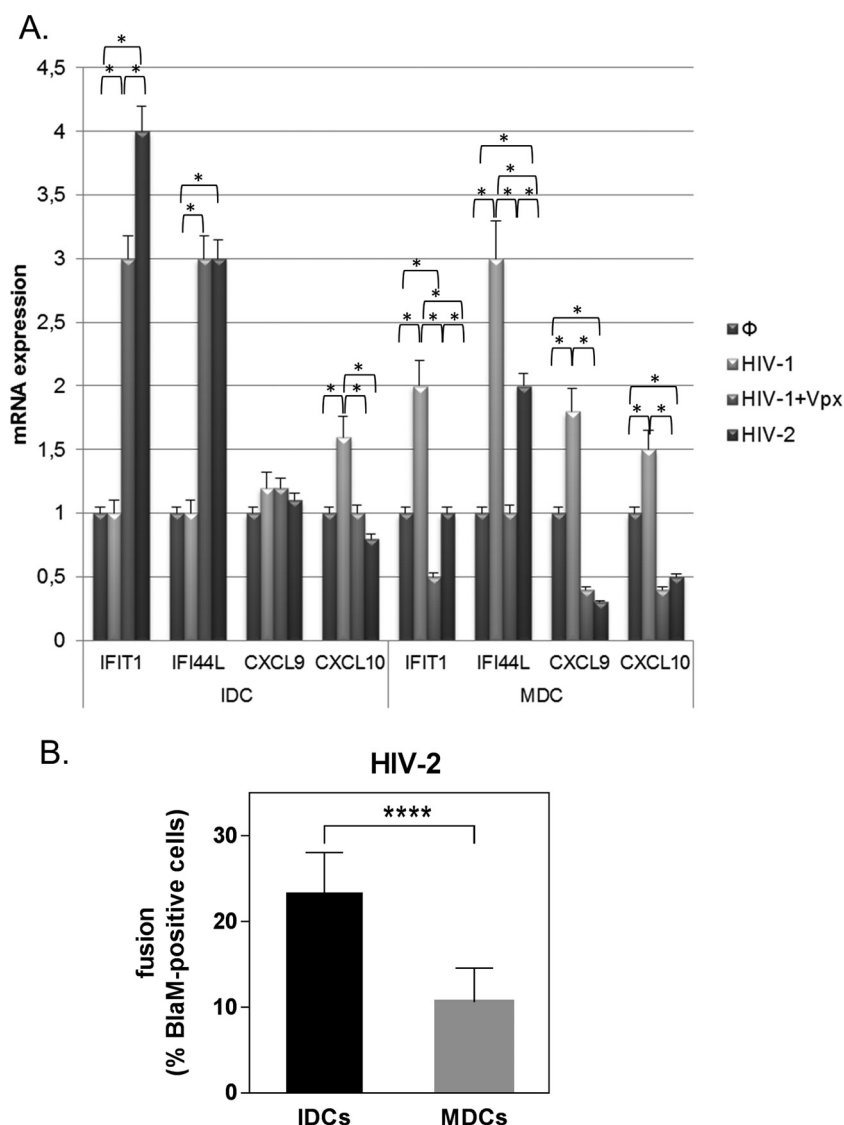 A.
4,5
4
3,5
3
2,5
2
1,5
1
0,5
0
mRNA expression
* * *
* *
* * *
* * * *
* * * * *
* * *
* * *
IFIT1 IFI44L CXCL9 CXCL10 IFIT1 IFI44L CXCL9 CXCL10
IDC MDC
Φ
HIV-1
HIV-1+Vpx
HIV-2
B.
HIV-2
****
30
20
10
0
fusion
(% BlaM-positive cells)
IDCs MDCs